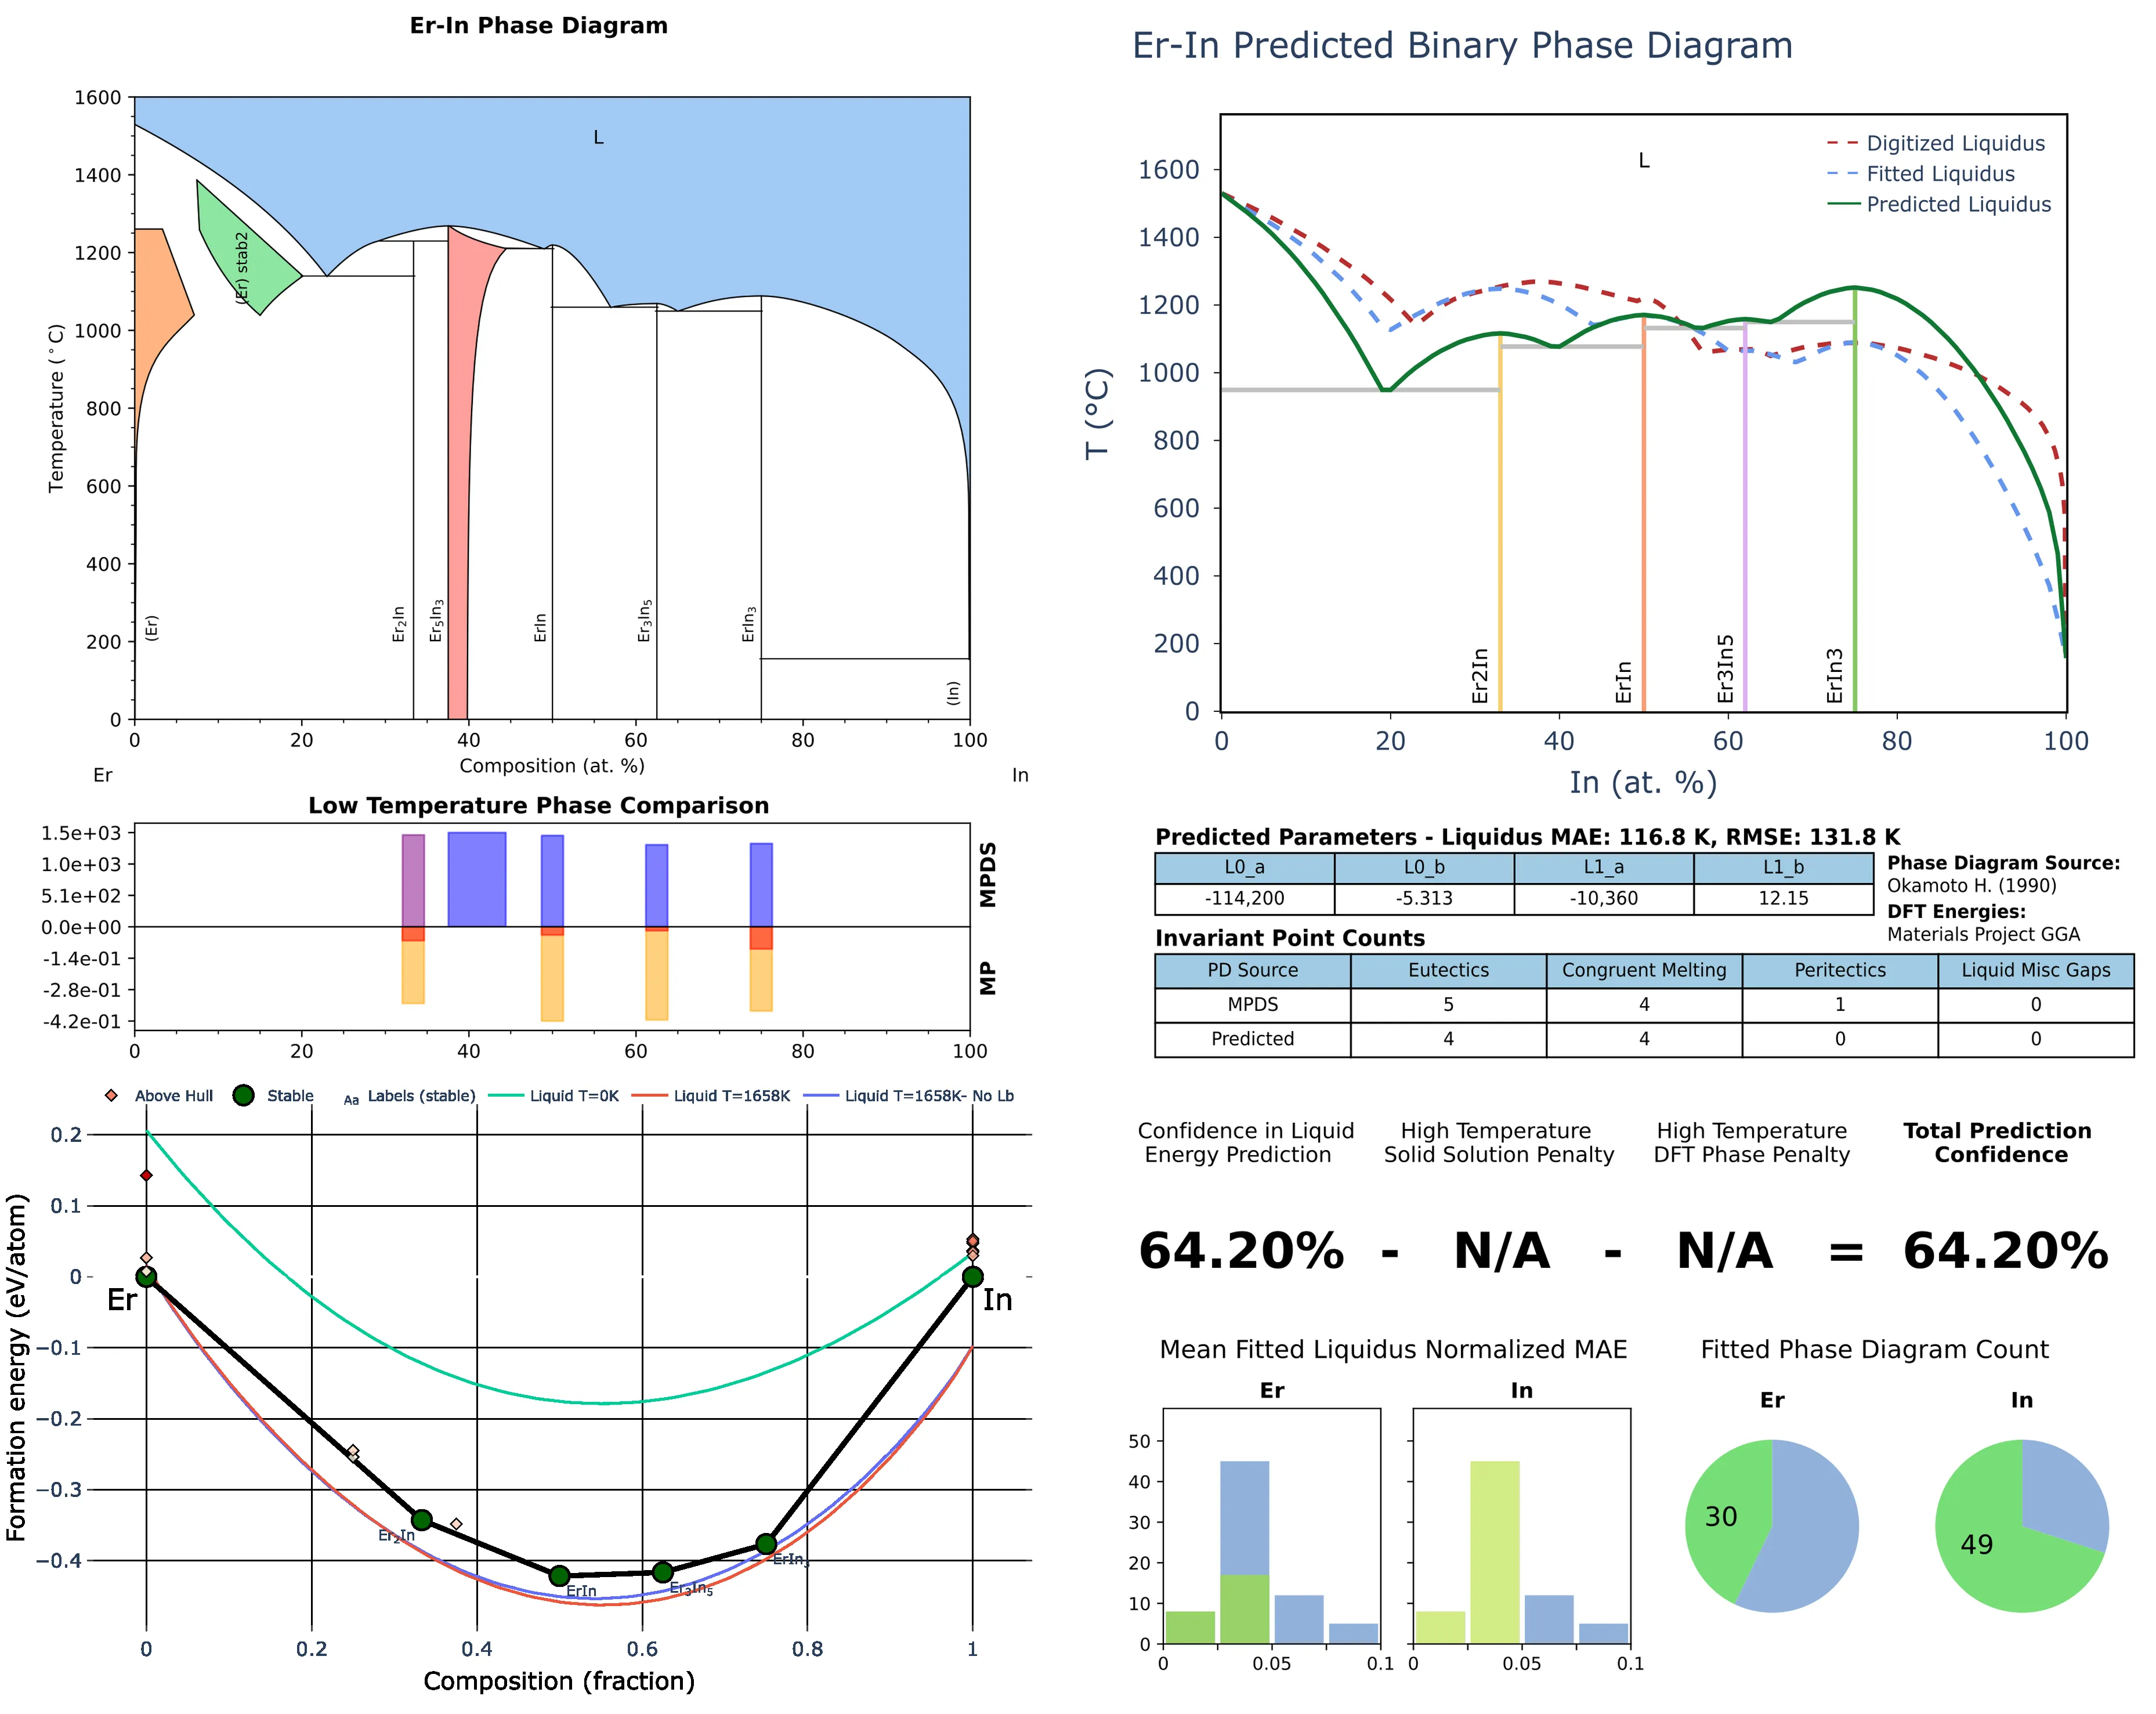 Er-In Phase Diagram
1600
1400
1200
1000
800
600
400
200
0
Temperature (°C)
L
(Er) stab2
(Er)
Er₂In
Er₅In₃
ErIn
Er₃In₅
ErIn₃
(In)
0 20 40 60 80 100
Composition (at. %)
Er In
Low Temperature Phase Comparison
1.5e+03
1.0e+03
5.1e+02
0.0e+00
-1.4e-01
-2.8e-01
-4.2e-01
MPDS
MP
0 20 40 60 80 100
Above Hull Stable Aa Labels (stable) Liquid T=0K Liquid T=1658K Liquid T=1658K- No Lb
0.2
0.1
0
−0.1
−0.2
−0.3
−0.4
Formation energy (eV/atom)
Er
In
Er₂In
ErIn
Er₃In₅
ErIn₃
0 0.2 0.4 0.6 0.8 1
Composition (fraction)
Er-In Predicted Binary Phase Diagram
L
Digitized Liquidus
Fitted Liquidus
Predicted Liquidus
1600
1400
1200
1000
800
600
400
200
0
T (°C)
Er2In
ErIn
Er3In5
ErIn3
0 20 40 60 80 100
In (at. %)
Predicted Parameters - Liquidus MAE: 116.8 K, RMSE: 131.8 K
L0_a L0_b L1_a L1_b
-114,200 -5.313 -10,360 12.15
Phase Diagram Source:
Okamoto H. (1990)
DFT Energies:
Materials Project GGA
Invariant Point Counts
PD Source Eutectics Congruent Melting Peritectics Liquid Misc Gaps
MPDS 5 4 1 0
Predicted 4 4 0 0
Confidence in Liquid
Energy Prediction
High Temperature
Solid Solution Penalty
High Temperature
DFT Phase Penalty
Total Prediction
Confidence
64.20% - N/A - N/A = 64.20%
Mean Fitted Liquidus Normalized MAE
Er
In
50
40
30
20
10
0
0 0.05 0.1
0 0.05 0.1
Fitted Phase Diagram Count
Er
In
30
49